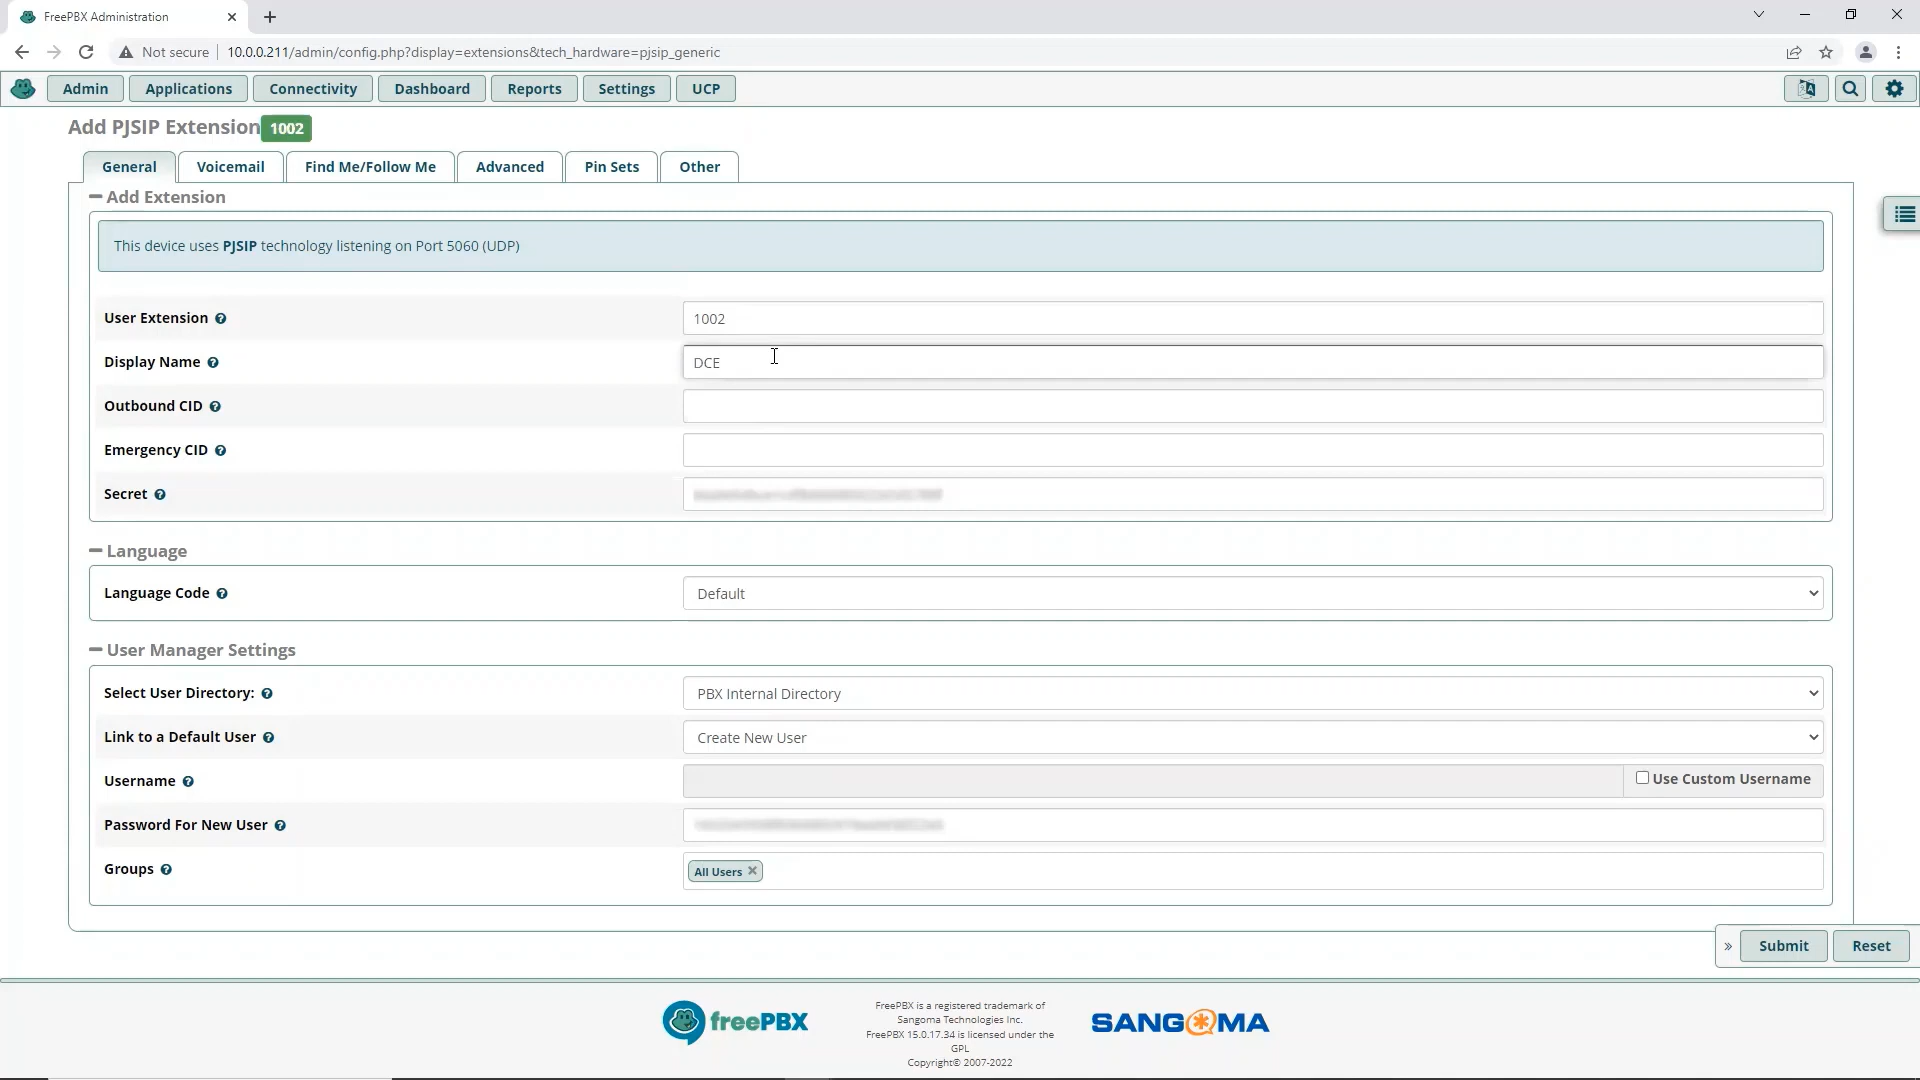 FreePBX Administration
Not secure
10.0.0.211/admin/config.php?display=extensions&tech_hardware=pjsip_generic
Admin
Applications
Connectivity
Dashboard
Reports
Settings
UCP
Add PJSIP Extension 1002
General
Voicemail
Find Me/Follow Me
Advanced
Pin Sets
Other
Add Extension
This device uses PJSIP technology listening on Port 5060 (UDP)
User Extension
1002
Display Name
DCE
Outbound CID
Emergency CID
Secret
Language
Language Code
Default
User Manager Settings
Select User Directory:
PBX Internal Directory
Link to a Default User
Create New User
Username
Use Custom Username
Password For New User
Groups
All Users
» Submit Reset
freePBX
FreePBX is a registered trademark of
Sangoma Technologies Inc.
FreePBX 15.0.17.34 is licensed under the
GPL
Copyright© 2007-2022
SANGOMA